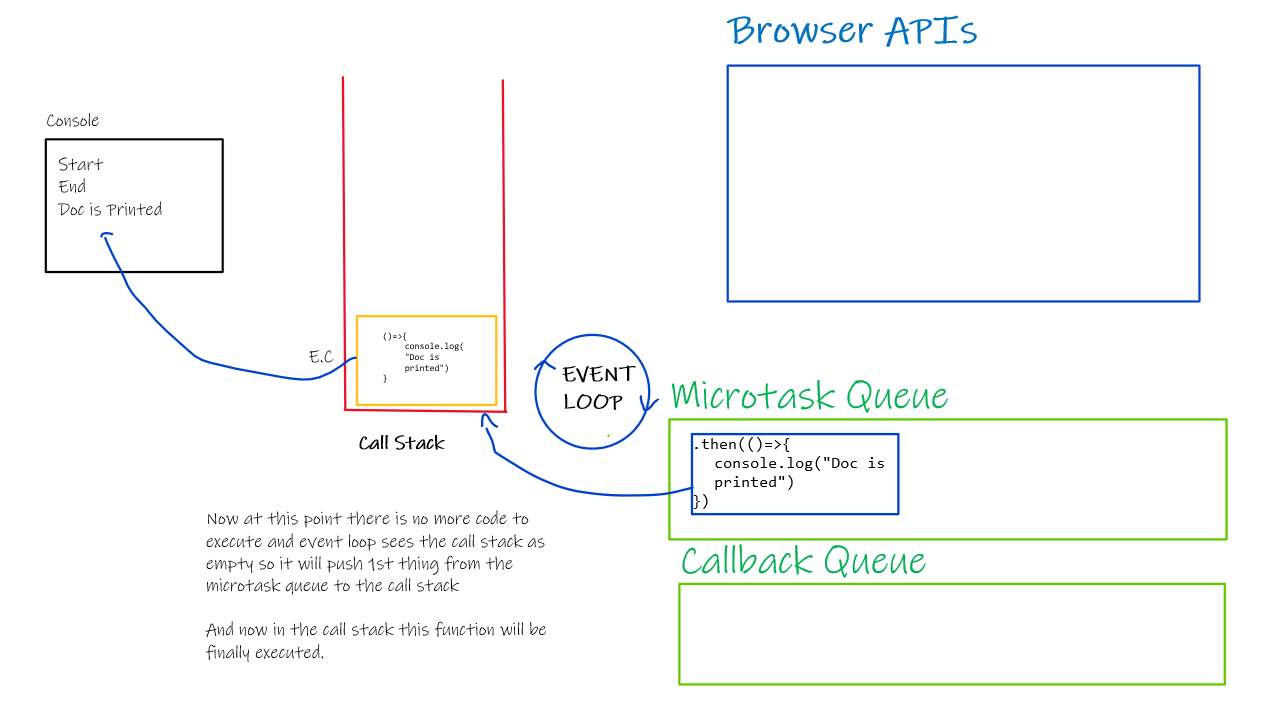 Browser APIs
Console
Start
End
Doc is Printed
()=>{
console.log(
"Doc is
printed")
}
E.C
Call Stack
EVENT
LOOP
Microtask Queue
.then(()=>{
console.log("Doc is
printed")
})
Callback Queue
Now at this point there is no more code to
execute and event loop sees the call stack as
empty so it will push 1st thing from the
microtask queue to the call stack
And now in the call stack this function will be
finally executed.